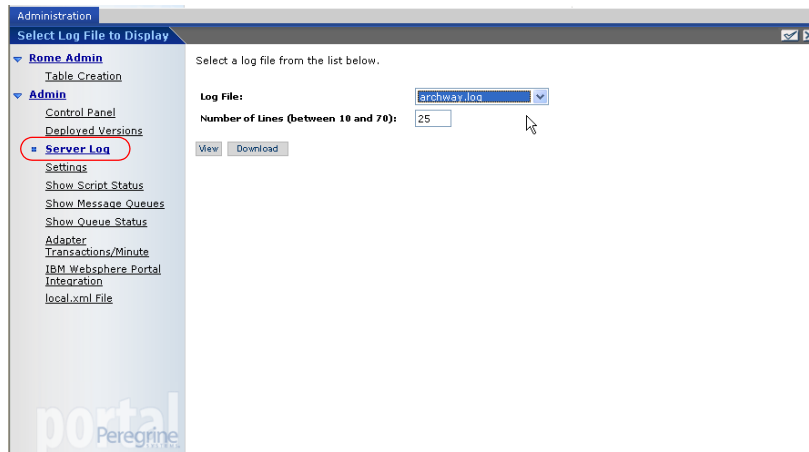 Administration
Select Log File to Display
Rome Admin
Table Creation
Admin
Control Panel
Deployed Versions
Server Log
Settings
Show Script Status
Show Message Queues
Show Queue Status
Adapter
Transactions/Minute
IBM Websphere Portal
Integration
local.xml File
Select a log file from the list below.
Log File:
archway.log
Number of Lines (between 10 and 70):
25
View
Download
portal
Peregrine